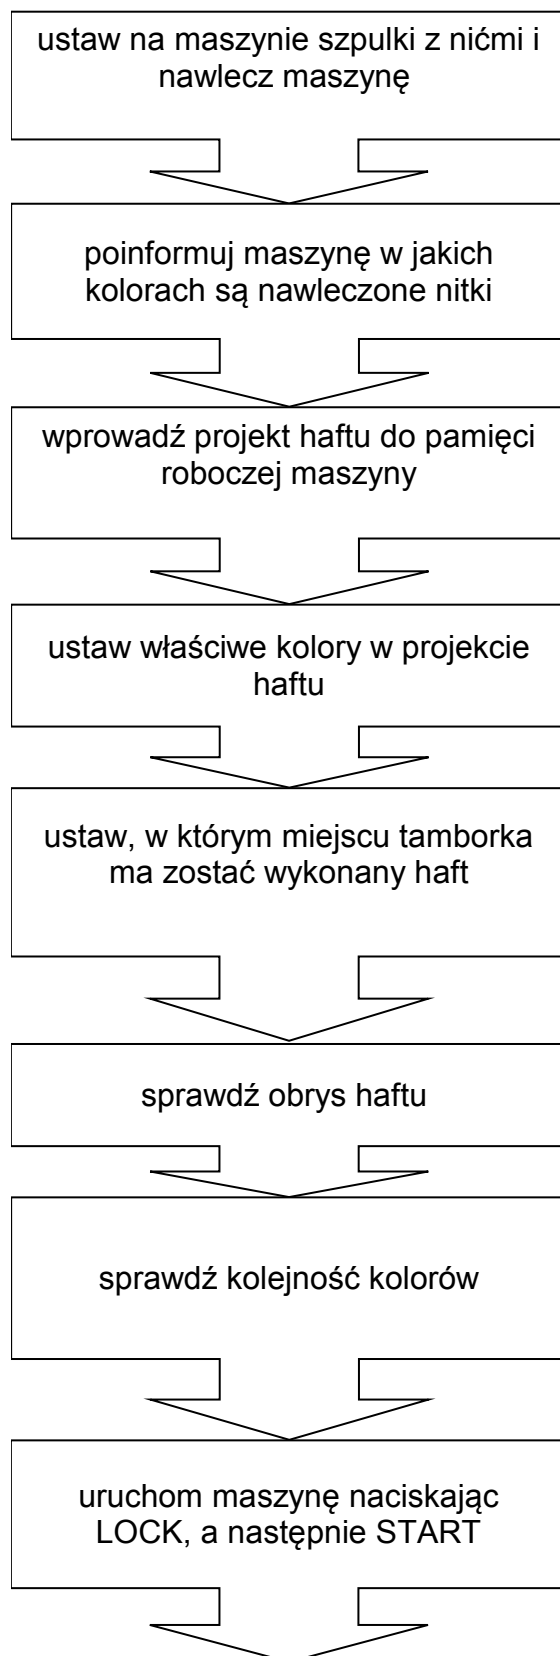 ustaw na maszynie szpulki z nićmi i
nawlecz maszynę
poinformuj maszynę w jakich
kolorach są nawleczone nitki
wprowadź projekt haftu do pamięci
roboczej maszyny
ustaw właściwe kolory w projekcie
haftu
ustaw, w którym miejscu tamborka
ma zostać wykonany haft
sprawdź obrys haftu
sprawdź kolejność kolorów
uruchom maszynę naciskając
LOCK, a następnie START